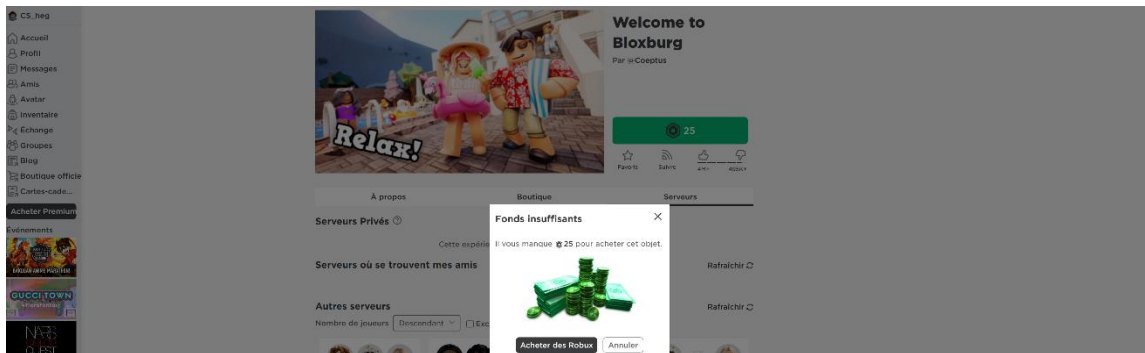 CS_heg
Accueil
Profil
Messages
Amis
Avatar
Inventaire
Échange
Groupes
Blog
Boutique officie
Cartes-cade...
Acheter Premium
Événements
GUCCI TOWN
Relax!
Welcome to
Bloxburg
Par @Coeptus
25
Favoris
Suivre
À propos
Boutique
Serveurs
Serveurs Privés
Cette expérie
Serveurs où se trouvent mes amis
Rafraîchir
Autres serveurs
Rafraîchir
Nombre de joueurs
Descendant
Exc
Fonds insuffisants
Il vous manque 25 pour acheter cet objet.
Acheter des Robux
Annuler